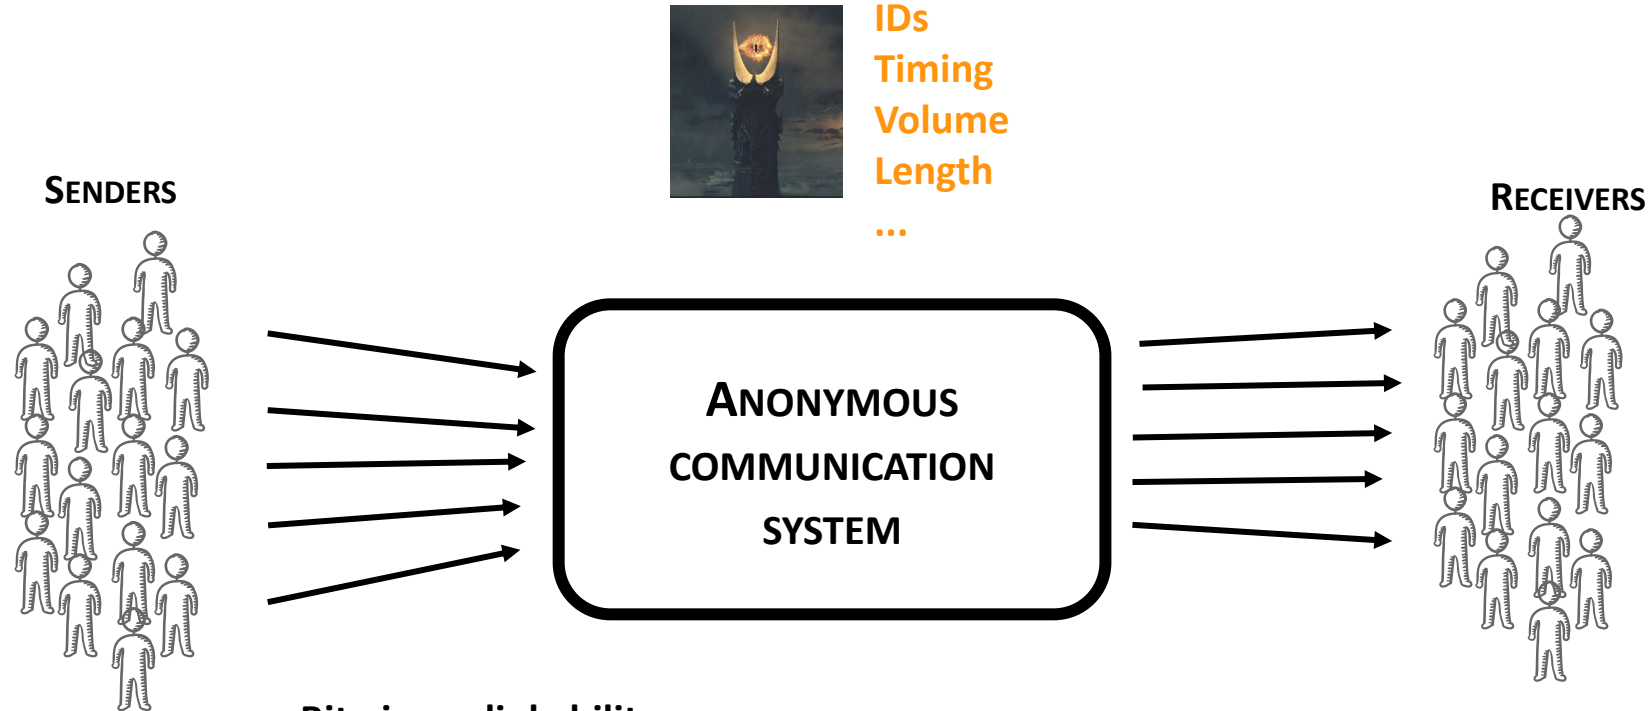 IDs
Timing
Volume
Length
...
SENDERS
RECEIVERS
ANONYMOUS
COMMUNICATION
SYSTEM